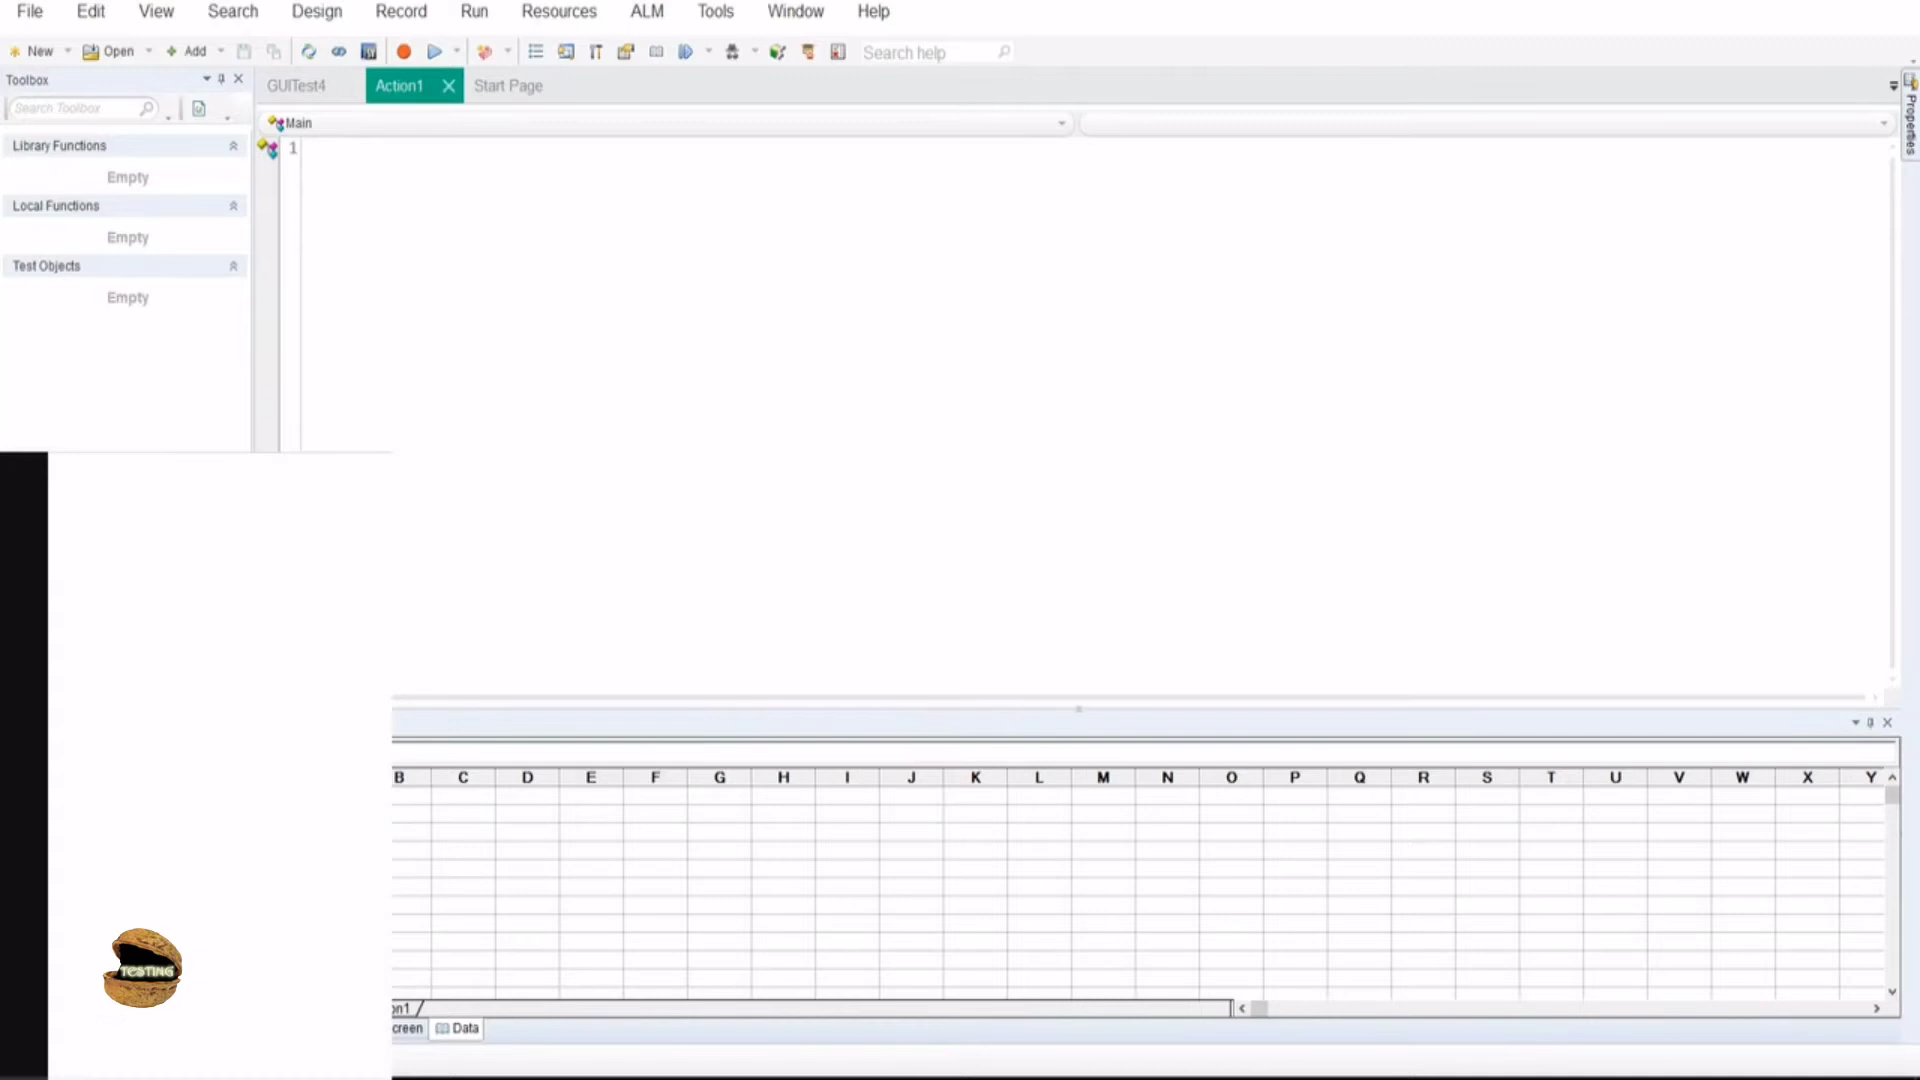 File Edit View Search Design Record Run Resources ALM Tools Window Help
New Open Add Search help
Toolbox
GUITest4 Action1 Start Page
Search Toolbox
Main
Library Functions
1
Empty
Local Functions
Empty
Test Objects
Empty
Properties
B C D E F G H I J K L M N O P Q R S T U V W X Y
TESTING
on1
creen Data